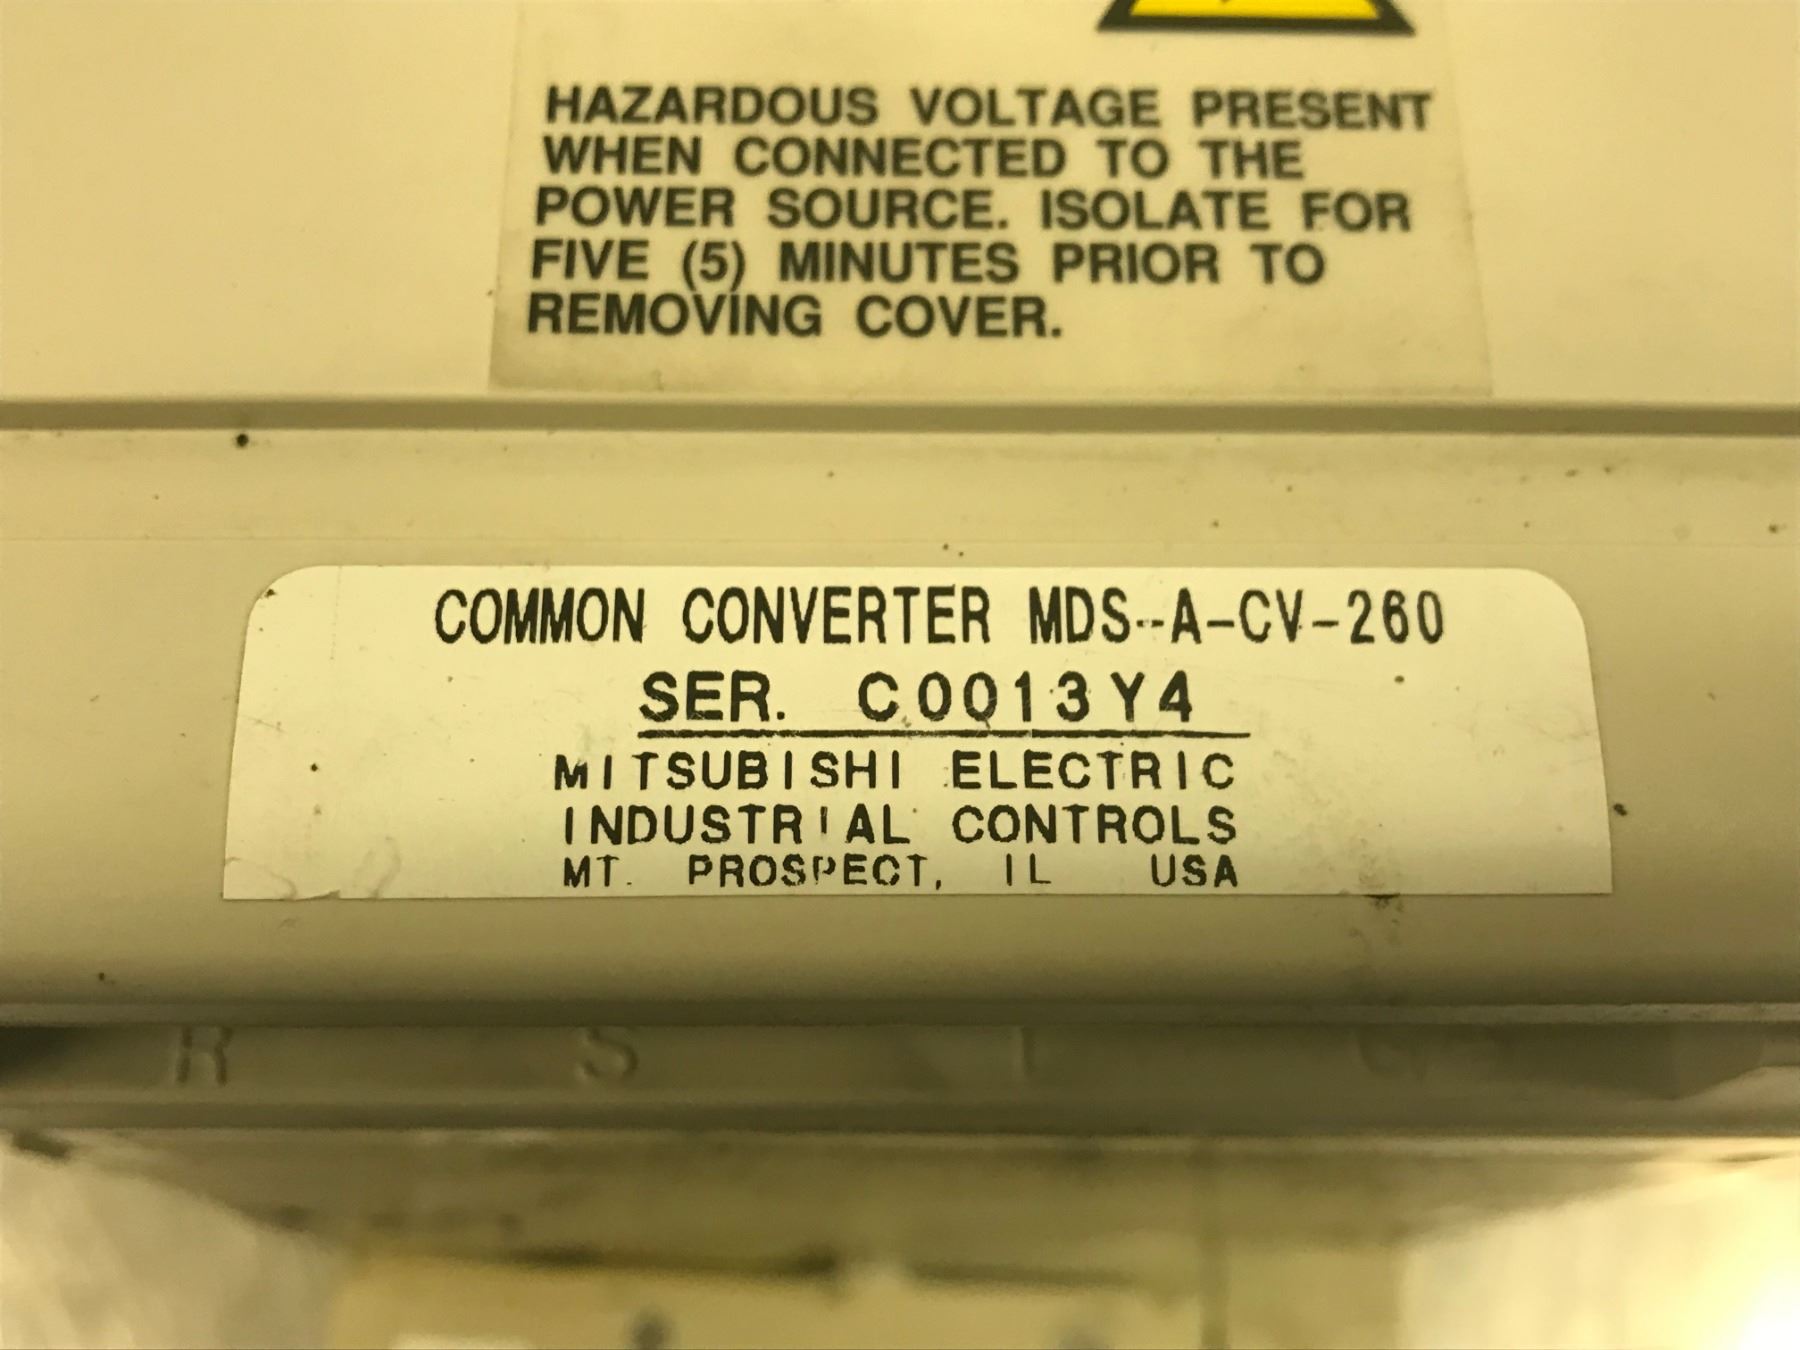 HAZARDOUS VOLTAGE PRESENT
WHEN CONNECTED TO THE
POWER SOURCE. ISOLATE FOR
FIVE (5) MINUTES PRIOR TO
REMOVING COVER.
COMMON CONVERTER MDS-A-CV-260
SER. C0013Y4
MITSUBISHI ELECTRIC
INDUSTRIAL CONTROLS
MT. PROSPECT, IL USA
R S T